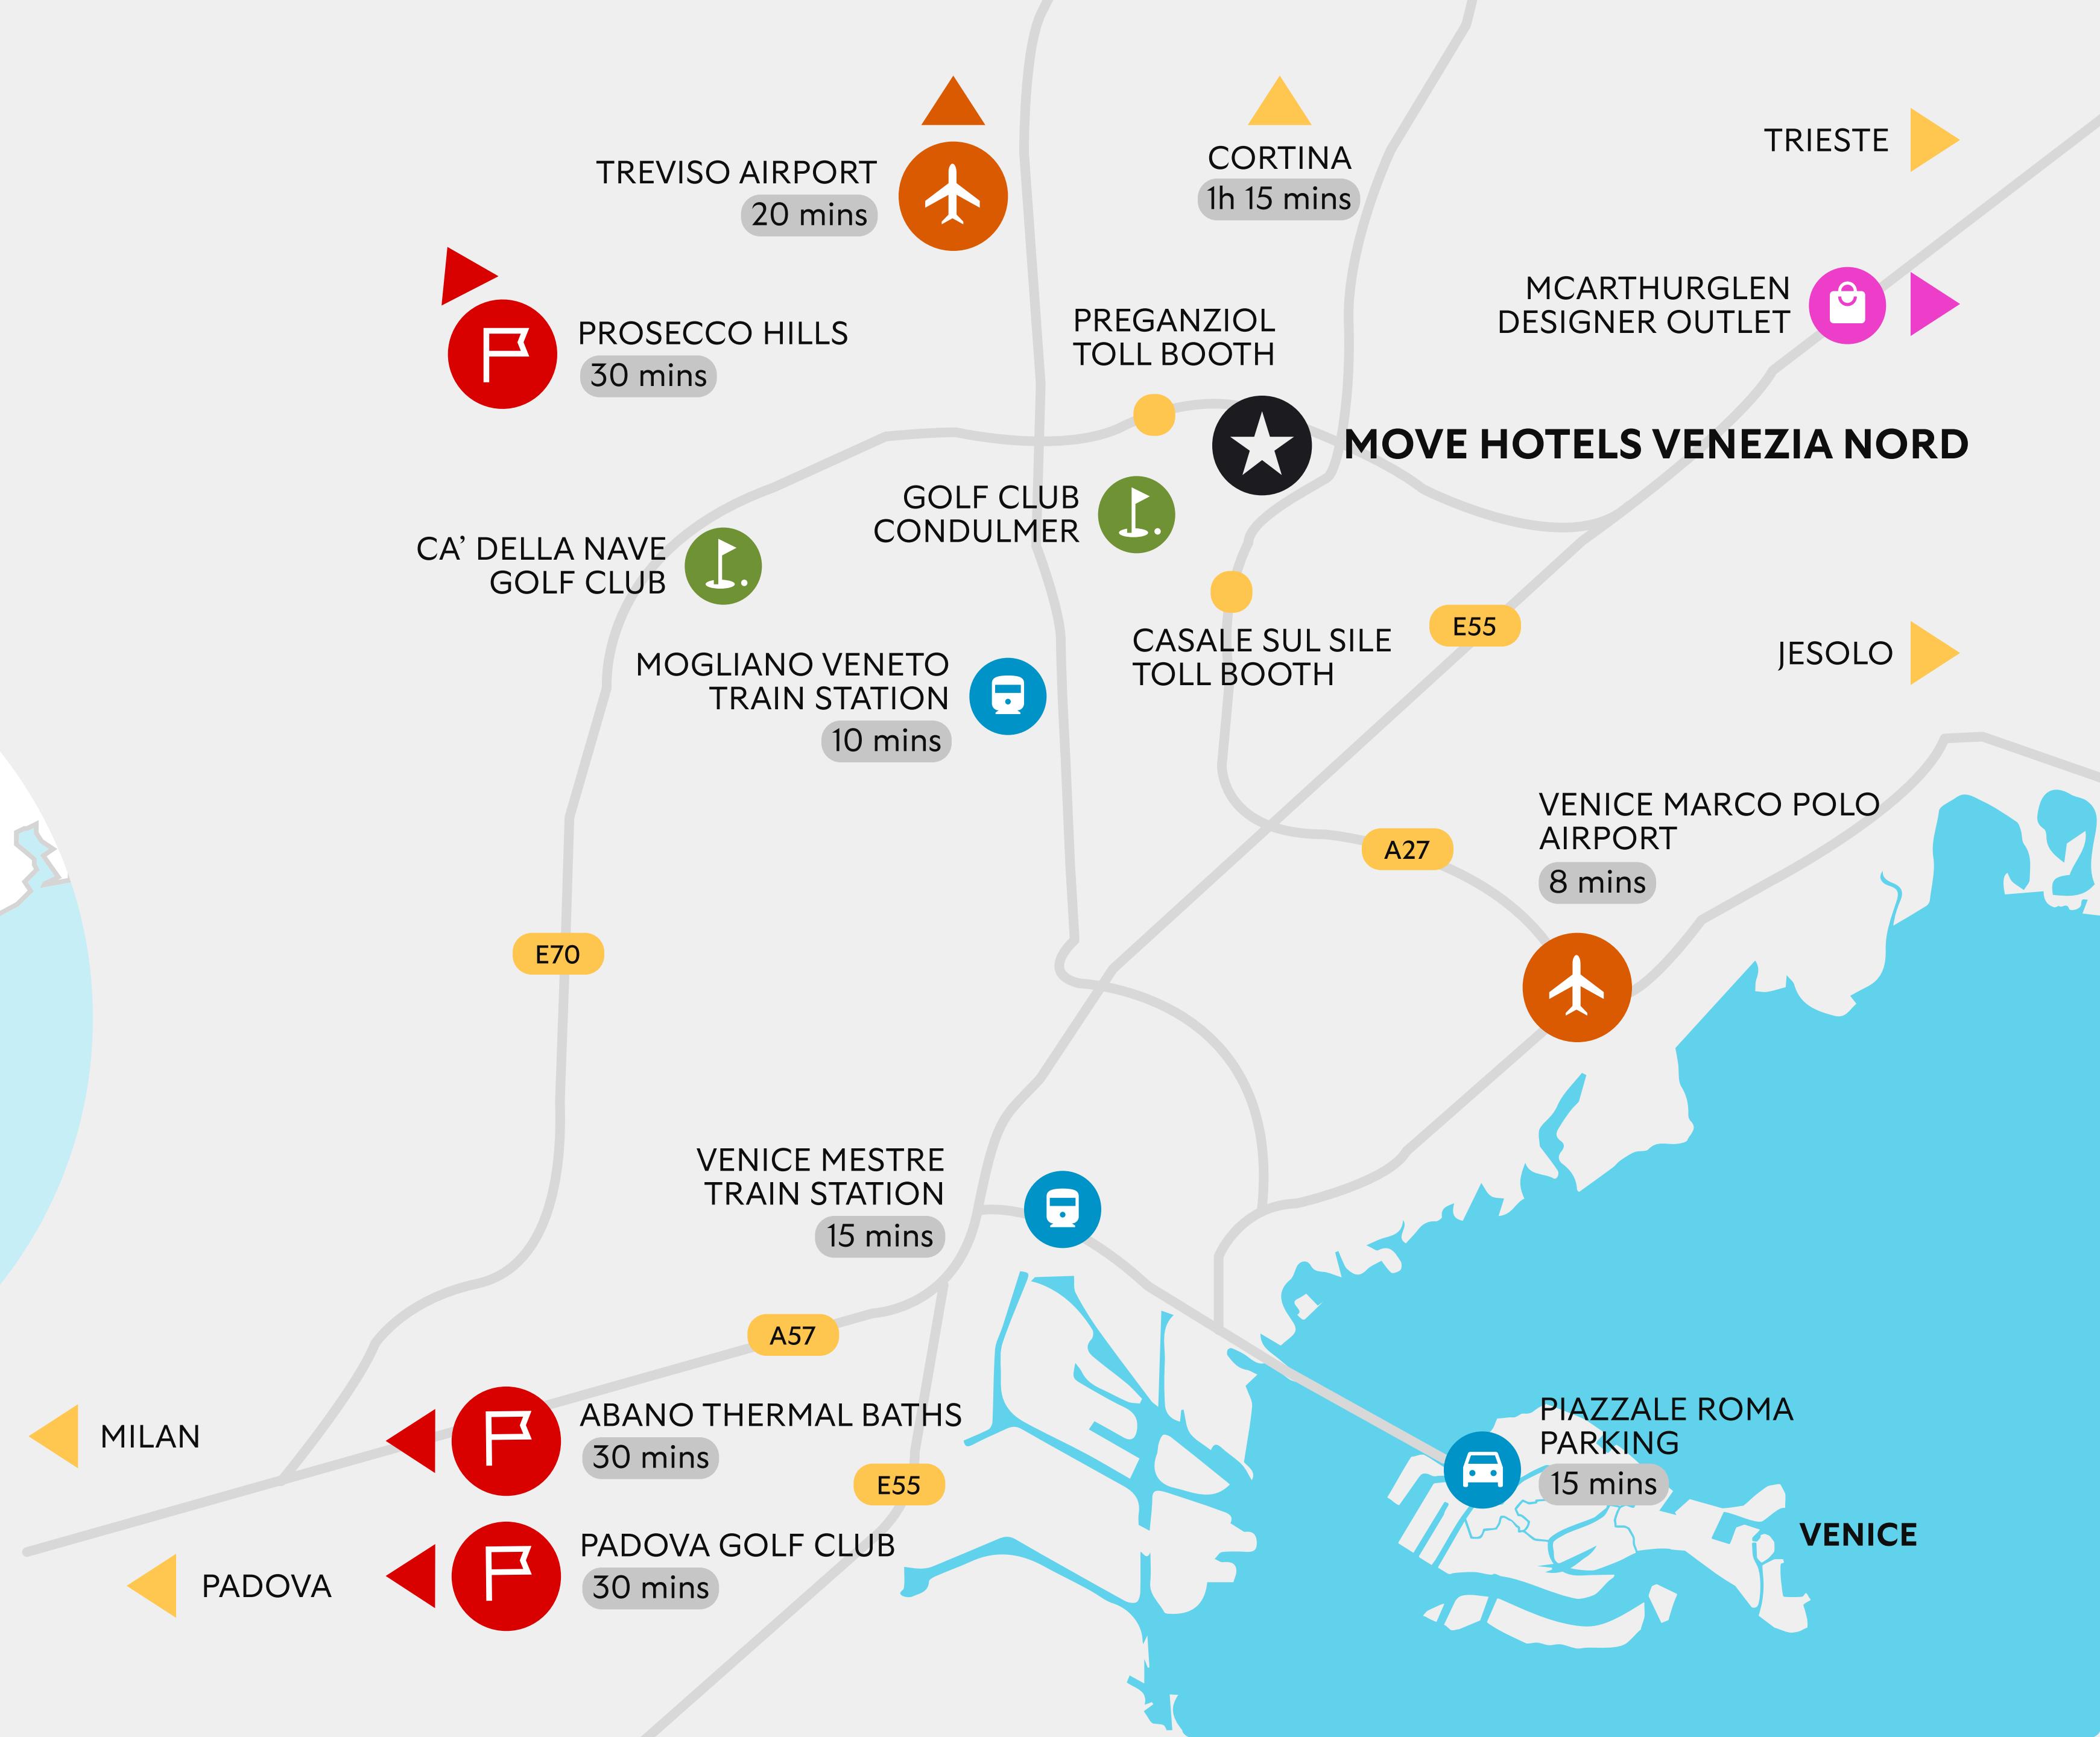 TRIESTE
CORTINA
1h 15 mins
TREVISO AIRPORT
20 mins
MCARTHURGLEN
DESIGNER OUTLET
PROSECCO HILLS
30 mins
PREGANZIOL
TOLL BOOTH
MOVE HOTELS VENEZIA NORD
GOLF CLUB
CONDULMER
CA’ DELLA NAVE
GOLF CLUB
E55
CASALE SUL SILE
TOLL BOOTH
JESOLO
MOGLIANO VENETO
TRAIN STATION
10 mins
VENICE MARCO POLO
AIRPORT
8 mins
A27
E70
VENICE MESTRE
TRAIN STATION
15 mins
A57
MILAN
ABANO THERMAL BATHS
30 mins
E55
PIAZZALE ROMA
PARKING
15 mins
VENICE
PADOVA GOLF CLUB
30 mins
PADOVA